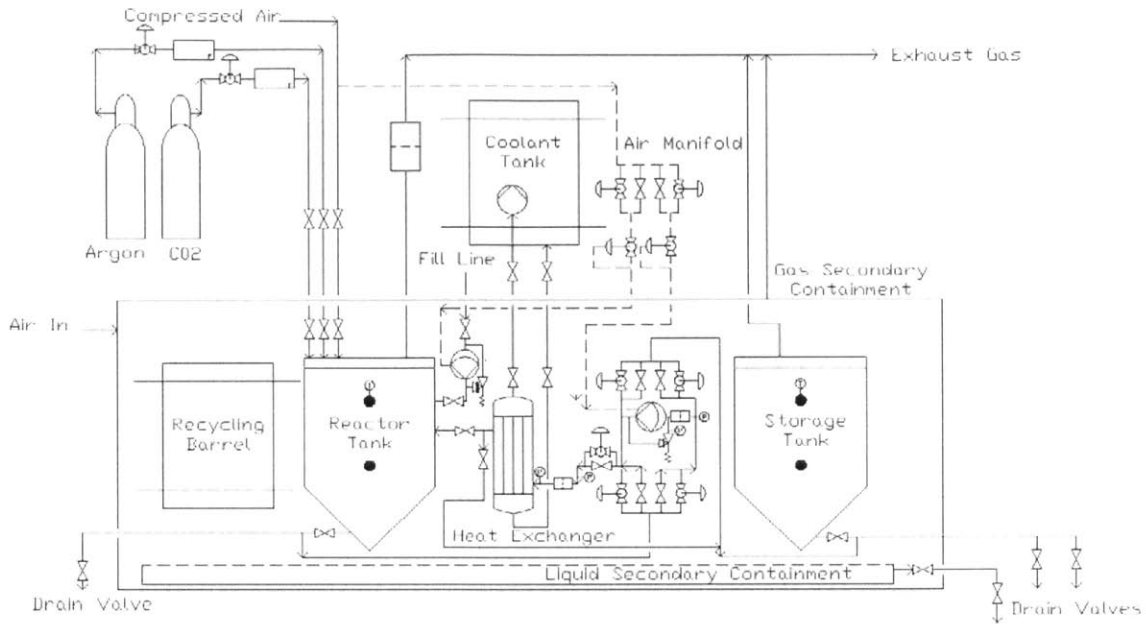 Compressed Air
Exhaust Gas
Coolant
Tank
Air Manifold
Argon
CO2
Fill Line
Gas Secondary
Containment
Air In
Recycling
Barrel
Reactor
Tank
Storage
Tank
Heat Exchanger
Liquid Secondary Containment
Drain Valve
Drain Valves